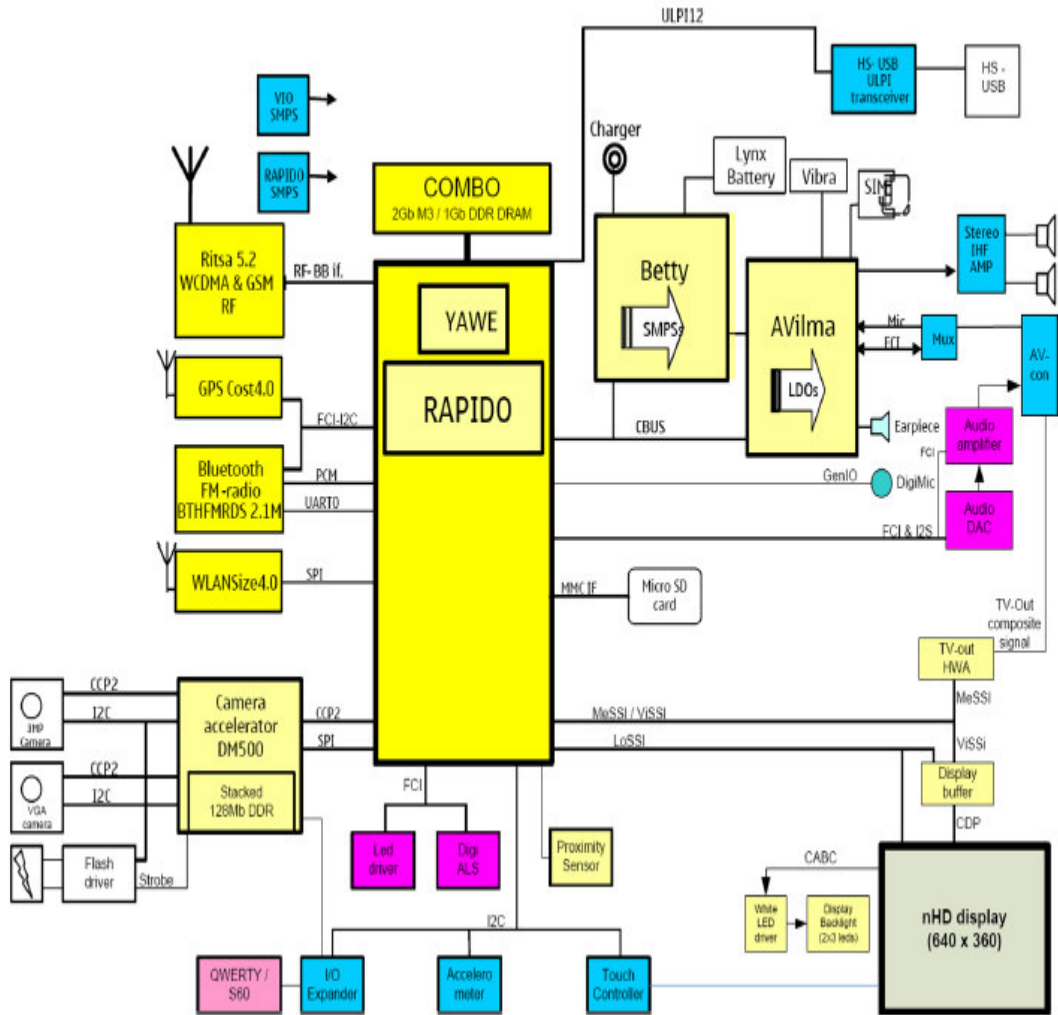 ULPI12
HS- USB
ULPI
transceiver
HS -
USB
VIO
SMPS
RAPIDO
SMPS
Charger
Lynx
Battery
Vibra
SIM
COMBO
2Gb M3 / 1Gb DDR DRAM
Ritsa 5.2
WCDMA & GSM
RF
RF- BB if.
YAWE
RAPIDO
Betty
SMPSs
AVilma
LDOs
Stereo
IHF
AMP
Mic
ECI
Mux
AV-
con
GPS Cost4.0
FCI-I2C
CBUS
Earpiece
FCI
Audio
amplifier
Bluetooth
FM-radio
BTHFMRDS 2.1M
PCM
UART0
GenIO
DigiMic
Audio
DAC
FCI & I2S
WLANSize4.0
SPI
MMC IF
Micro SD
card
TV-Out
composite
signal
TV-out
HWA
MeSSI
CCP2
I2C
3MP
Camera
Camera
accelerator
DM500
CCP2
SPI
MeSSI / ViSSI
LoSSI
ViSSi
CCP2
I2C
VGA
camera
Stacked
128Mb DDR
FCI
Display
buffer
CDP
Flash
driver
Strobe
Led
driver
Digi
ALS
Proximity
Sensor
CABC
White
LED
driver
Display
Backlight
(2x3 leds)
nHD display
(640 x 360)
I2C
QWERTY /
S60
I/O
Expander
Accelero
meter
Touch
Controller